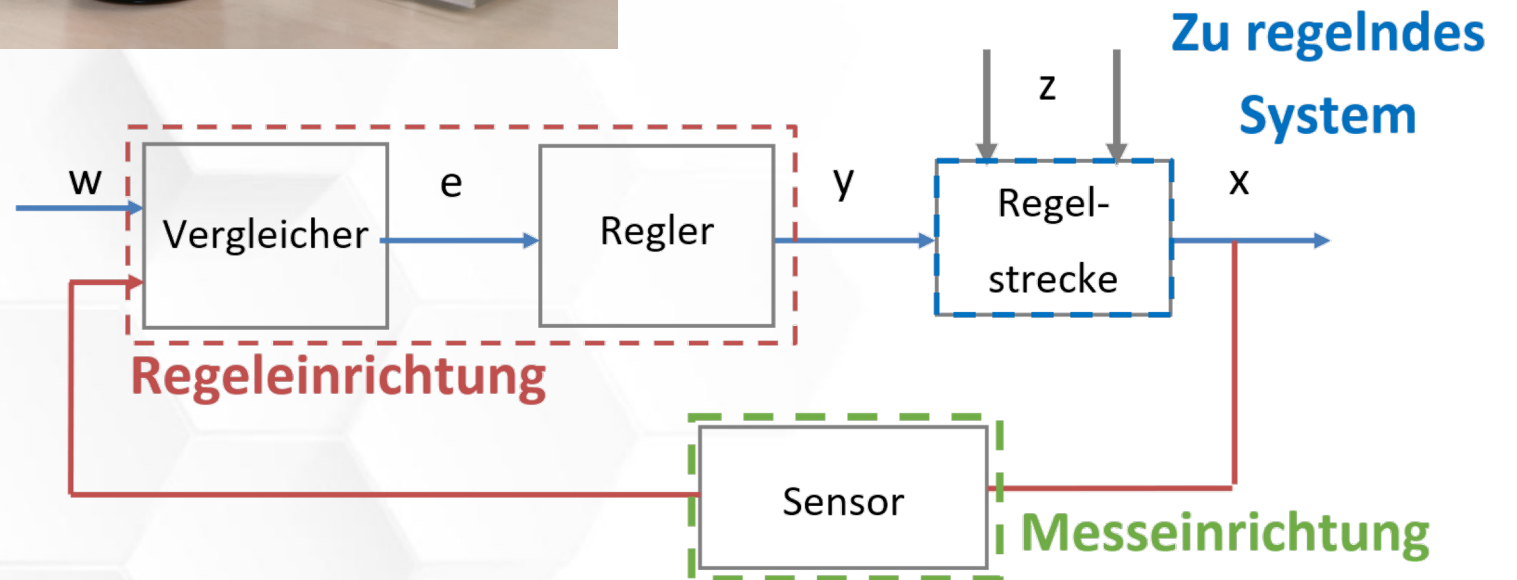 Zu regelndes
System
z
w
e
y
x
Vergleicher
Regler
Regel-
strecke
Regeleinrichtung
Sensor
Messeinrichtung